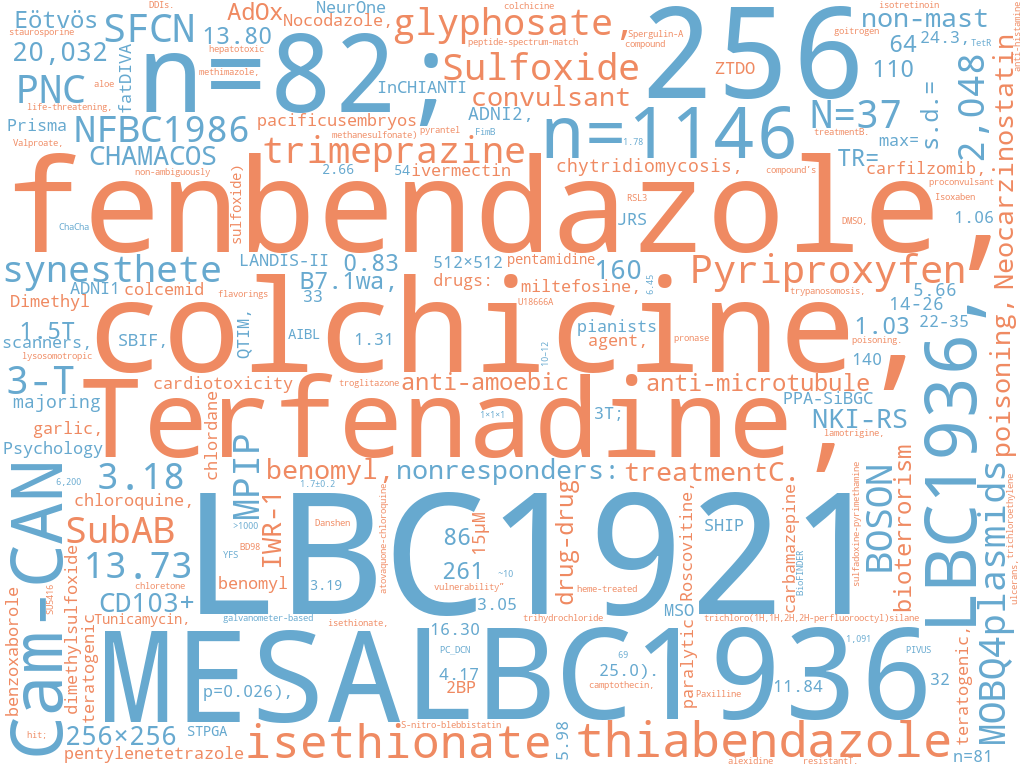 DDIs.
colchicine
isotretinoin
Eötvös
staurosporine
SFCN
AdOx
NeurOne
Nocodazole,
glyphosate,
Spergulin-A
compound
256
non-mast
goitrogen
24.3,
TetR
anti-histamine
20,032
fatDIVA
13.80
hepatotoxic
n=82;
peptide-spectrum-match
Sulfoxide
ZTDO
64
110
PNC
aloe
methimazole,
InCHIANTI
convulsant
2,048
s.d.=
life-threatening,
Prisma
NFBC1986
pacificusembryos
ADNI2,
n=1146
N=37
treatmentB.
max=
Valproate,
methanesulfonate)
pyrantel
FimB
1.78
CHAMACOS
trimeprazine
TR=
non-ambiguously
2.66
54
ivermectin
chytridiomycosis,
compound's
carfilzomib,
proconvulsant
fenbendazole,
sulfoxide)
RSL3
Isoxaben
ChaCha
JRS
DMSO,
1.06
Neocarzinostatin
synesthete
LANDIS-II
0.83
512×512
pentamidine,
160
Pyriproxyfen,
ADNI1
colcemid
B7.1wa,
drugs:
miltefosine,
6.45
trypanosomosis,
5.66
Dimethyl
flavorings
33
U18666A
14-26
1.5T
colchicine,
1.03
22-35
scanners,
SBIF,
QTIM,
AIBL
1.31
pianists
agent,
pronase
poisoning.
lysosomotropic
10-12
140
poisoning,
3-T
Terfenadine,
cardiotoxicity
troglitazone
anti-amoebic
anti-microtubule
LBC1936,
majoring
chlordane
1×1×1
3T;
PPA-SiBGC
NKI-RS
garlic,
lamotrigine,
Psychology
MPIP
benomyl,
nonresponders:
treatmentC.
Cam-CAN
6,200
3.18
1.7±0.2
chloroquine,
LBC1921
SubAB
>1000
IWR-1
Danshen
atovaquone-chloroquine
86
15μM
drug-drug
Roscovitine,
SHIP
carbamazepine.
BioFINDER
sulfadoxine-pyrimethamine
BOSON
bioterrorism
MOBQ4plasmids
ulcerans,trichloroethylene
13.73
YFS
BD98
chloretone
benomyl
3.19
261
~10
vulnerability"
heme-treated
SU5416
CD103+
3.05
MSO
benzoxaborole
dimethylsulfoxide
teratogenic
Tunicamycin,
galvanometer-based
isethionate,
trihydrochloride
trichloro(1H,1H,2H,2H-perfluorooctyl)silane
MESALBC1936
16.30
1,091
PC_DCN
69
PIVUS
p=0.026),
4.17
2BP
25.0).
camptothecin,
paralytic
Paxilline
11.84
32
teratogenic,
hit;
256×256
STPGA
S-nitro-blebbistatin
pentylenetetrazole
isethionate
5.98
thiabendazole
alexidine
resistantT.
n=81